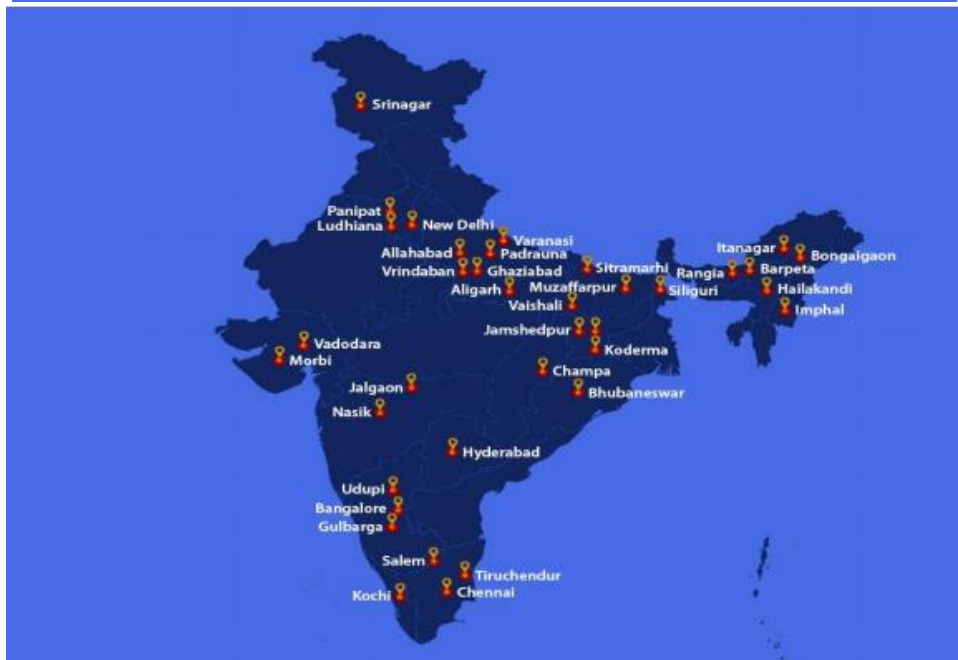 Srinagar
Panipat
Ludhiana
New Delhi
Varanasi
Allahabad
Padrauna
Vrindaban
Ghaziabad
Aligarh
Sitramarhi
Muzaffarpur
Vaishali
Siliguri
Itanagar
Bongaigaon
Rangia
Barpeta
Hailakandi
Imphal
Jamshedpur
Koderma
Vadodara
Morbi
Champa
Jalgaon
Bhubaneswar
Nasik
Hyderabad
Udupi
Bangalore
Gulbarga
Salem
Tiruchendur
Kochi
Chennai